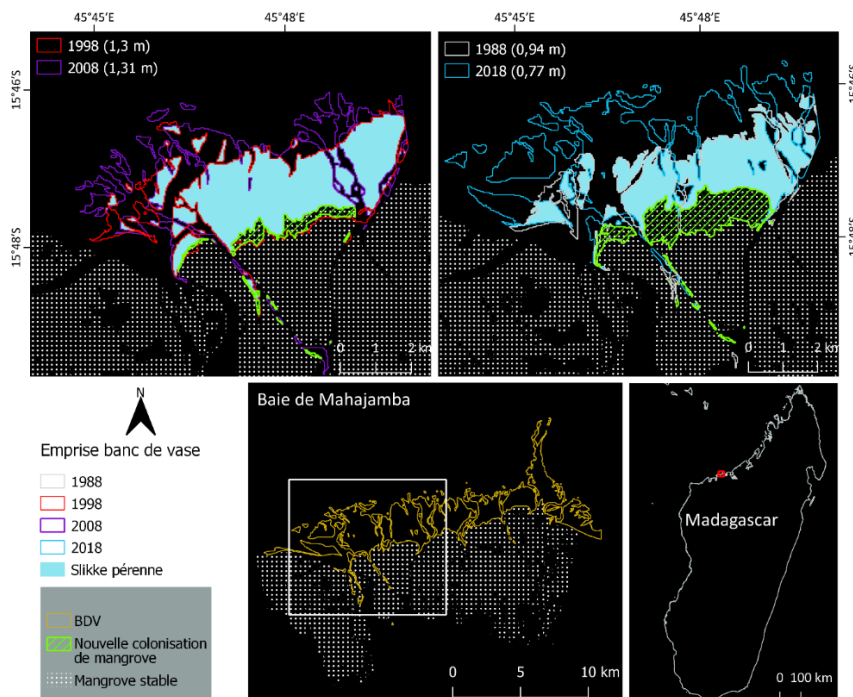 45°45'E
45°48'E
45°45'E
45°48'E
1998 (1,3 m)
2008 (1,31 m)
1988 (0,94 m)
2018 (0,77 m)
15°46'S
15°46'S
15°48'S
15°48'S
0 1 2 km
0 1 2 km
N
Emprise banc de vase
1988
1998
2008
2018
Slikke pérenne
BDV
Nouvelle colonisation
de mangrove
Mangrove stable
Baie de Mahajamba
0 5 10 km
Madagascar
0 100 km